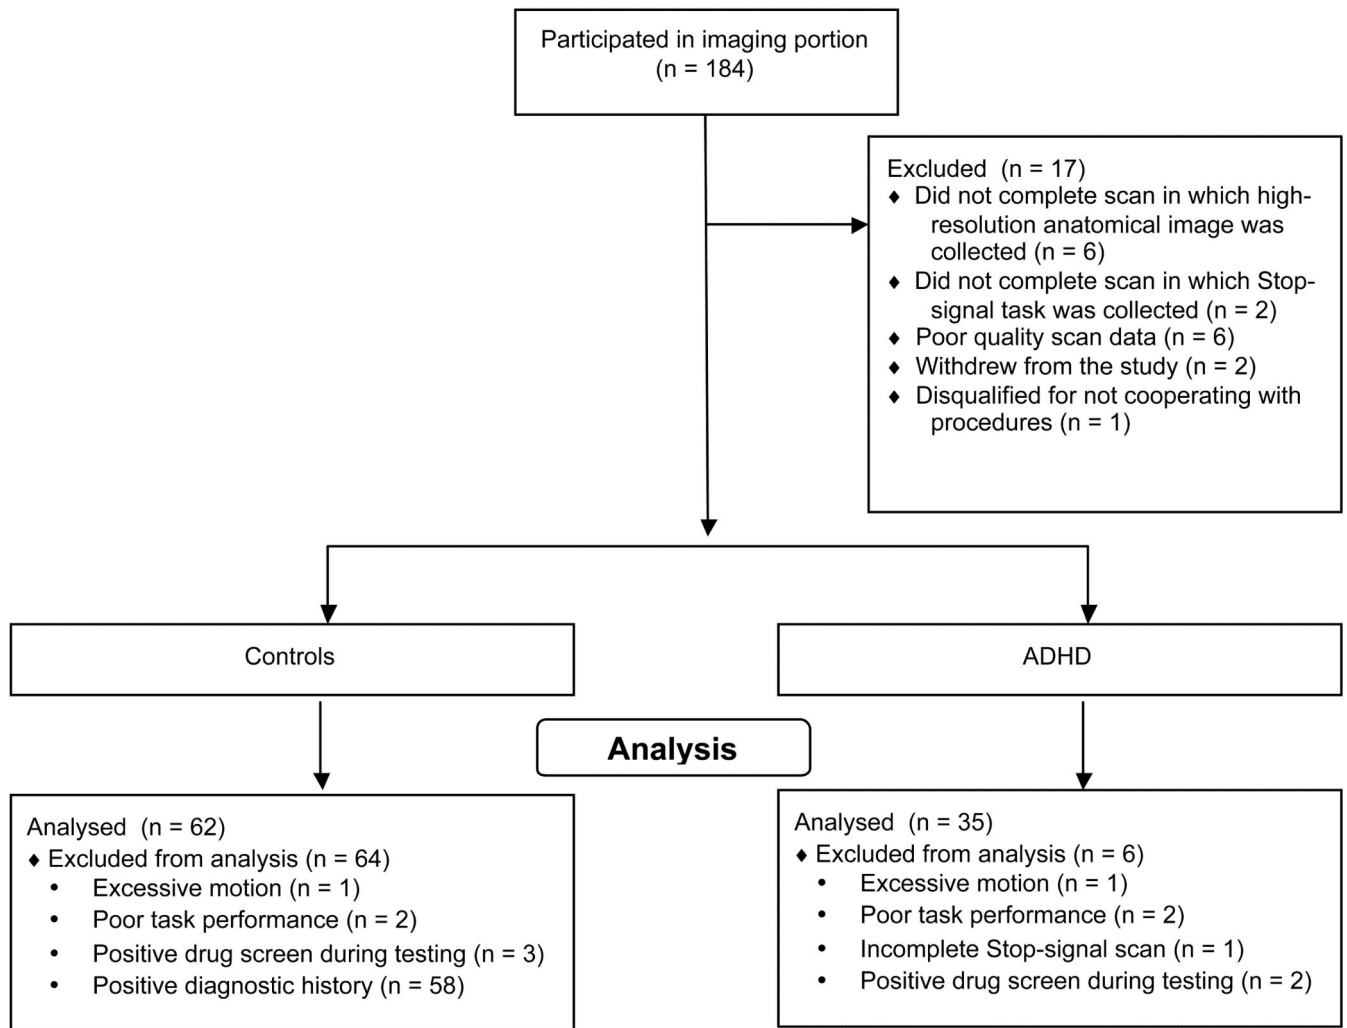 Participated in imaging portion
(n = 184)
Excluded  (n = 17)
♦ Did not complete scan in which high-
resolution anatomical image was
collected (n = 6)
♦ Did not complete scan in which Stop-
signal task was collected (n = 2)
♦ Poor quality scan data (n = 6)
♦ Withdrew from the study (n = 2)
♦ Disqualified for not cooperating with
procedures (n = 1)
Controls
ADHD
Analysis
Analysed  (n = 62)
♦ Excluded from analysis (n = 64)
• Excessive motion (n = 1)
• Poor task performance (n = 2)
• Positive drug screen during testing (n = 3)
• Positive diagnostic history (n = 58)
Analysed  (n = 35)
♦ Excluded from analysis (n = 6)
• Excessive motion (n = 1)
• Poor task performance (n = 2)
• Incomplete Stop-signal scan (n = 1)
• Positive drug screen during testing (n = 2)